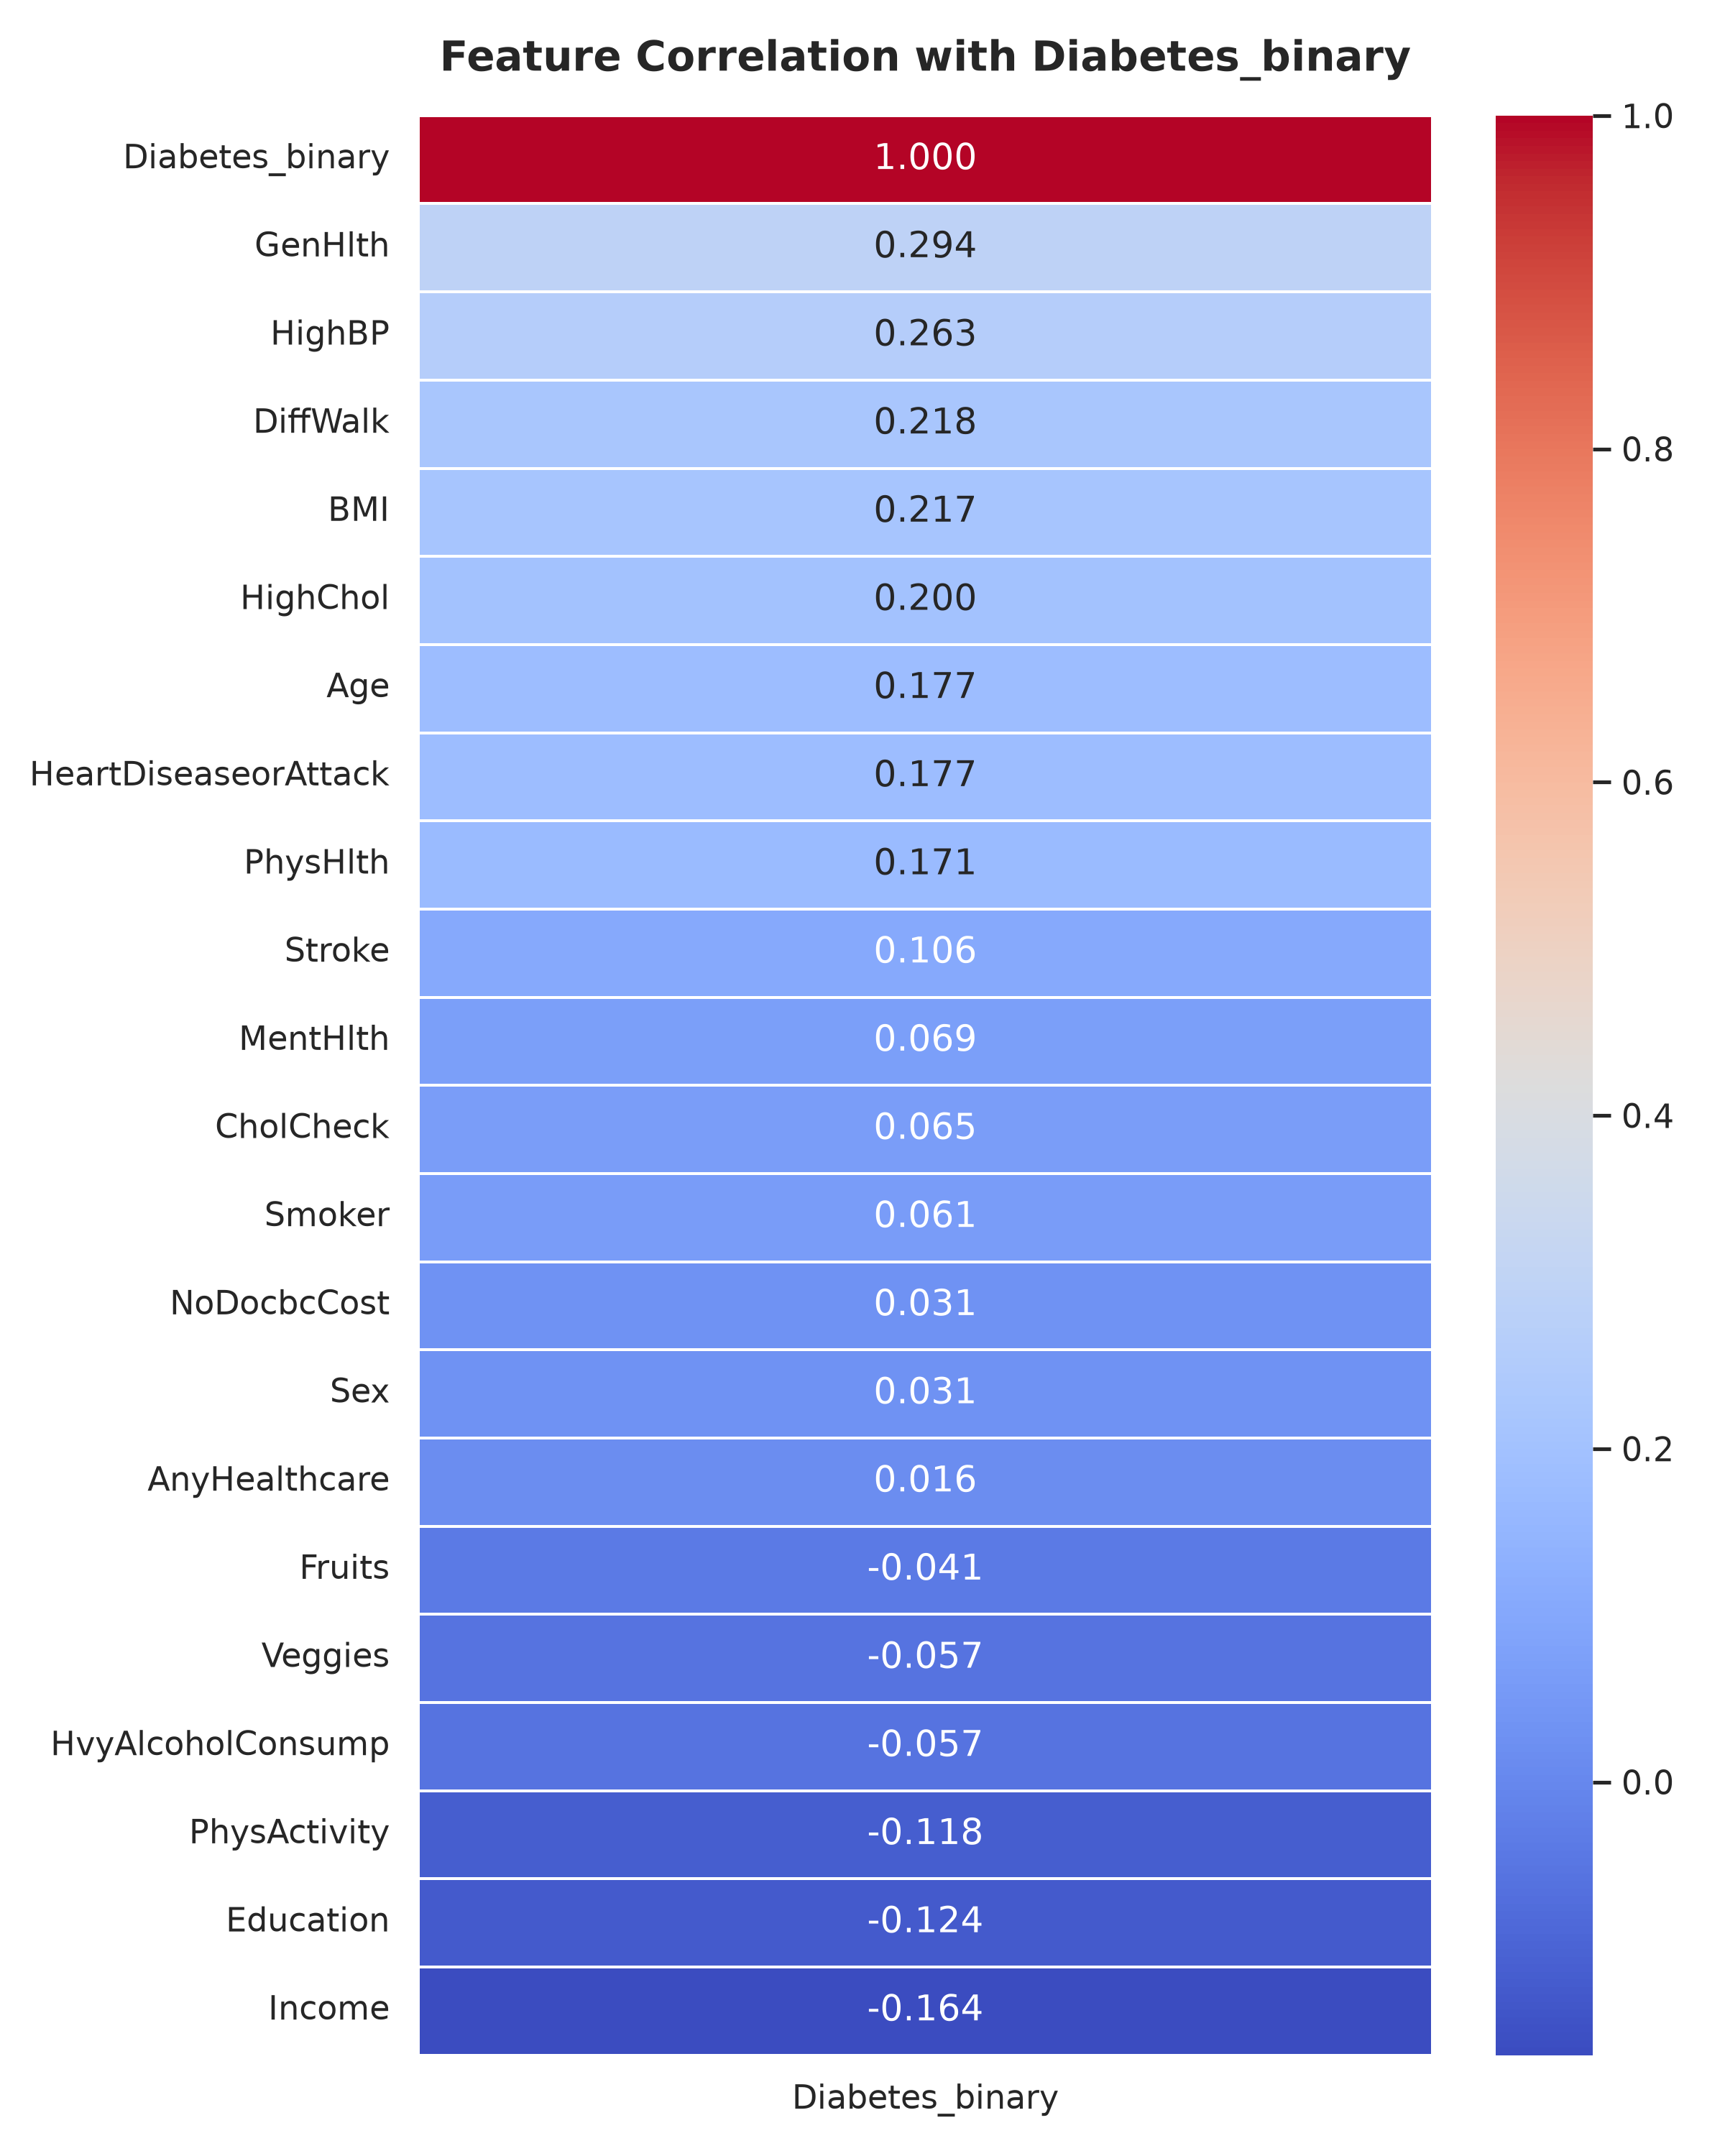 Feature Correlation with Diabetes_binary
Diabetes_binary 1.000
GenHlth 0.294
HighBP 0.263
DiffWalk 0.218
BMI 0.217
HighChol 0.200
Age 0.177
HeartDiseaseorAttack 0.177
PhysHlth 0.171
Stroke 0.106
MentHlth 0.069
CholCheck 0.065
Smoker 0.061
NoDocbcCost 0.031
Sex 0.031
AnyHealthcare 0.016
Fruits -0.041
Veggies -0.057
HvyAlcoholConsump -0.057
PhysActivity -0.118
Education -0.124
Income -0.164
Diabetes_binary
1.0
0.8
0.6
0.4
0.2
0.0